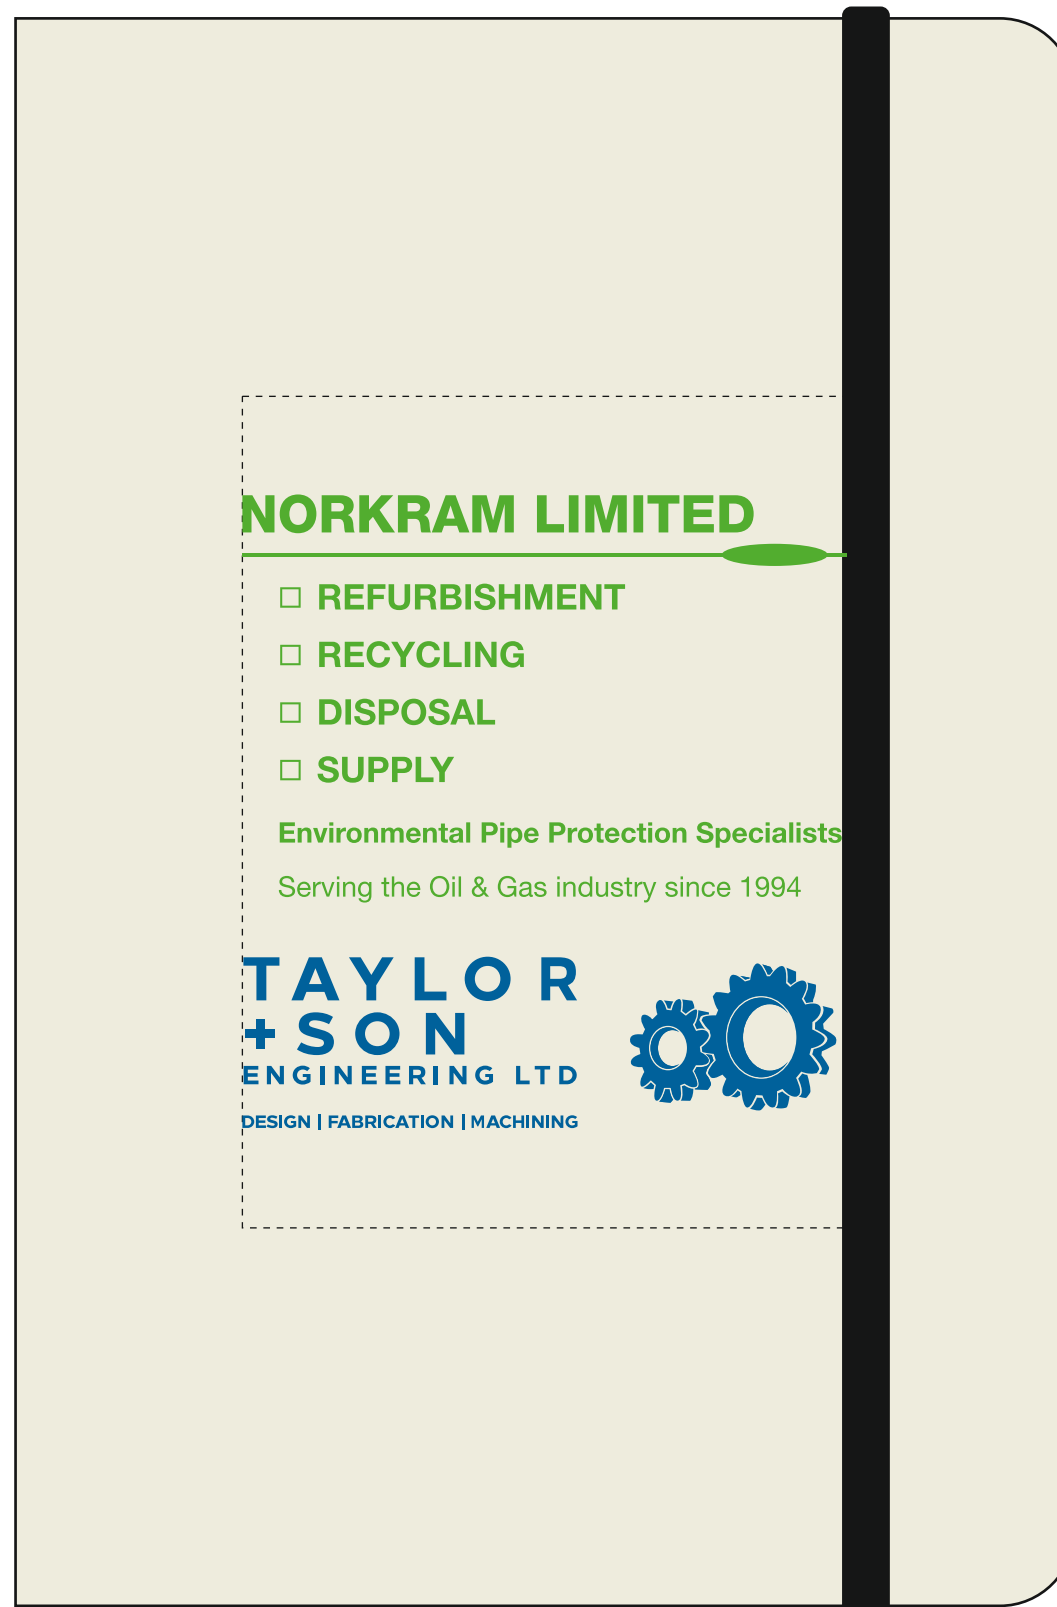 NORKRAM LIMITED
☐ REFURBISHMENT
☐ RECYCLING
☐ DISPOSAL
☐ SUPPLY
Environmental Pipe Protection Specialists
Serving the Oil & Gas industry since 1994
TAYLOR
+ SON
ENGINEERING LTD
DESIGN | FABRICATION | MACHINING